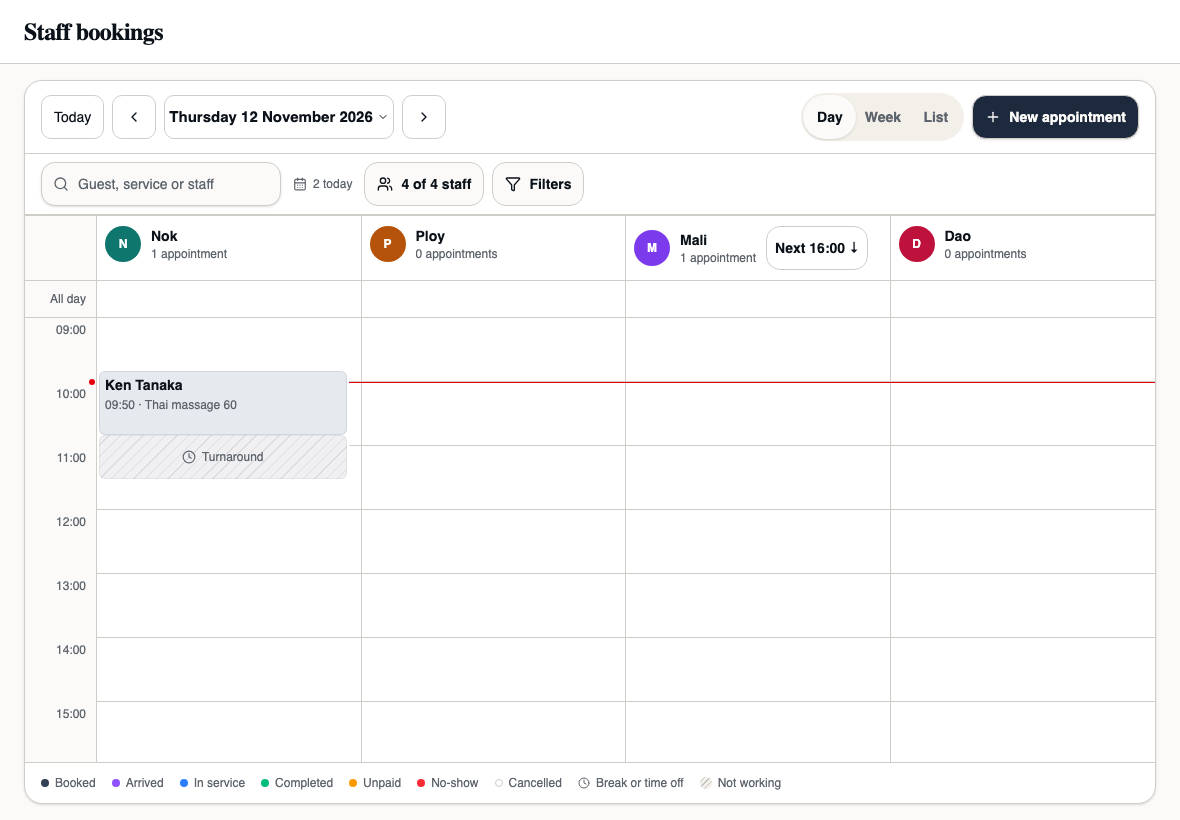 Staff bookings
Today
Thursday 12 November 2026
Day
Week
List
New appointment
Guest, service or staff
2 today
4 of 4 staff
Filters
N
Nok
1 appointment
P
Ploy
0 appointments
M
Mali
1 appointment
Next 16:00 ↓
D
Dao
0 appointments
All day
09:00
Ken Tanaka
10:00
09:50 · Thai massage 60
11:00
Turnaround
12:00
13:00
14:00
15:00
Booked
Arrived
In service
Completed
Unpaid
No-show
Cancelled
Break or time off
Not working